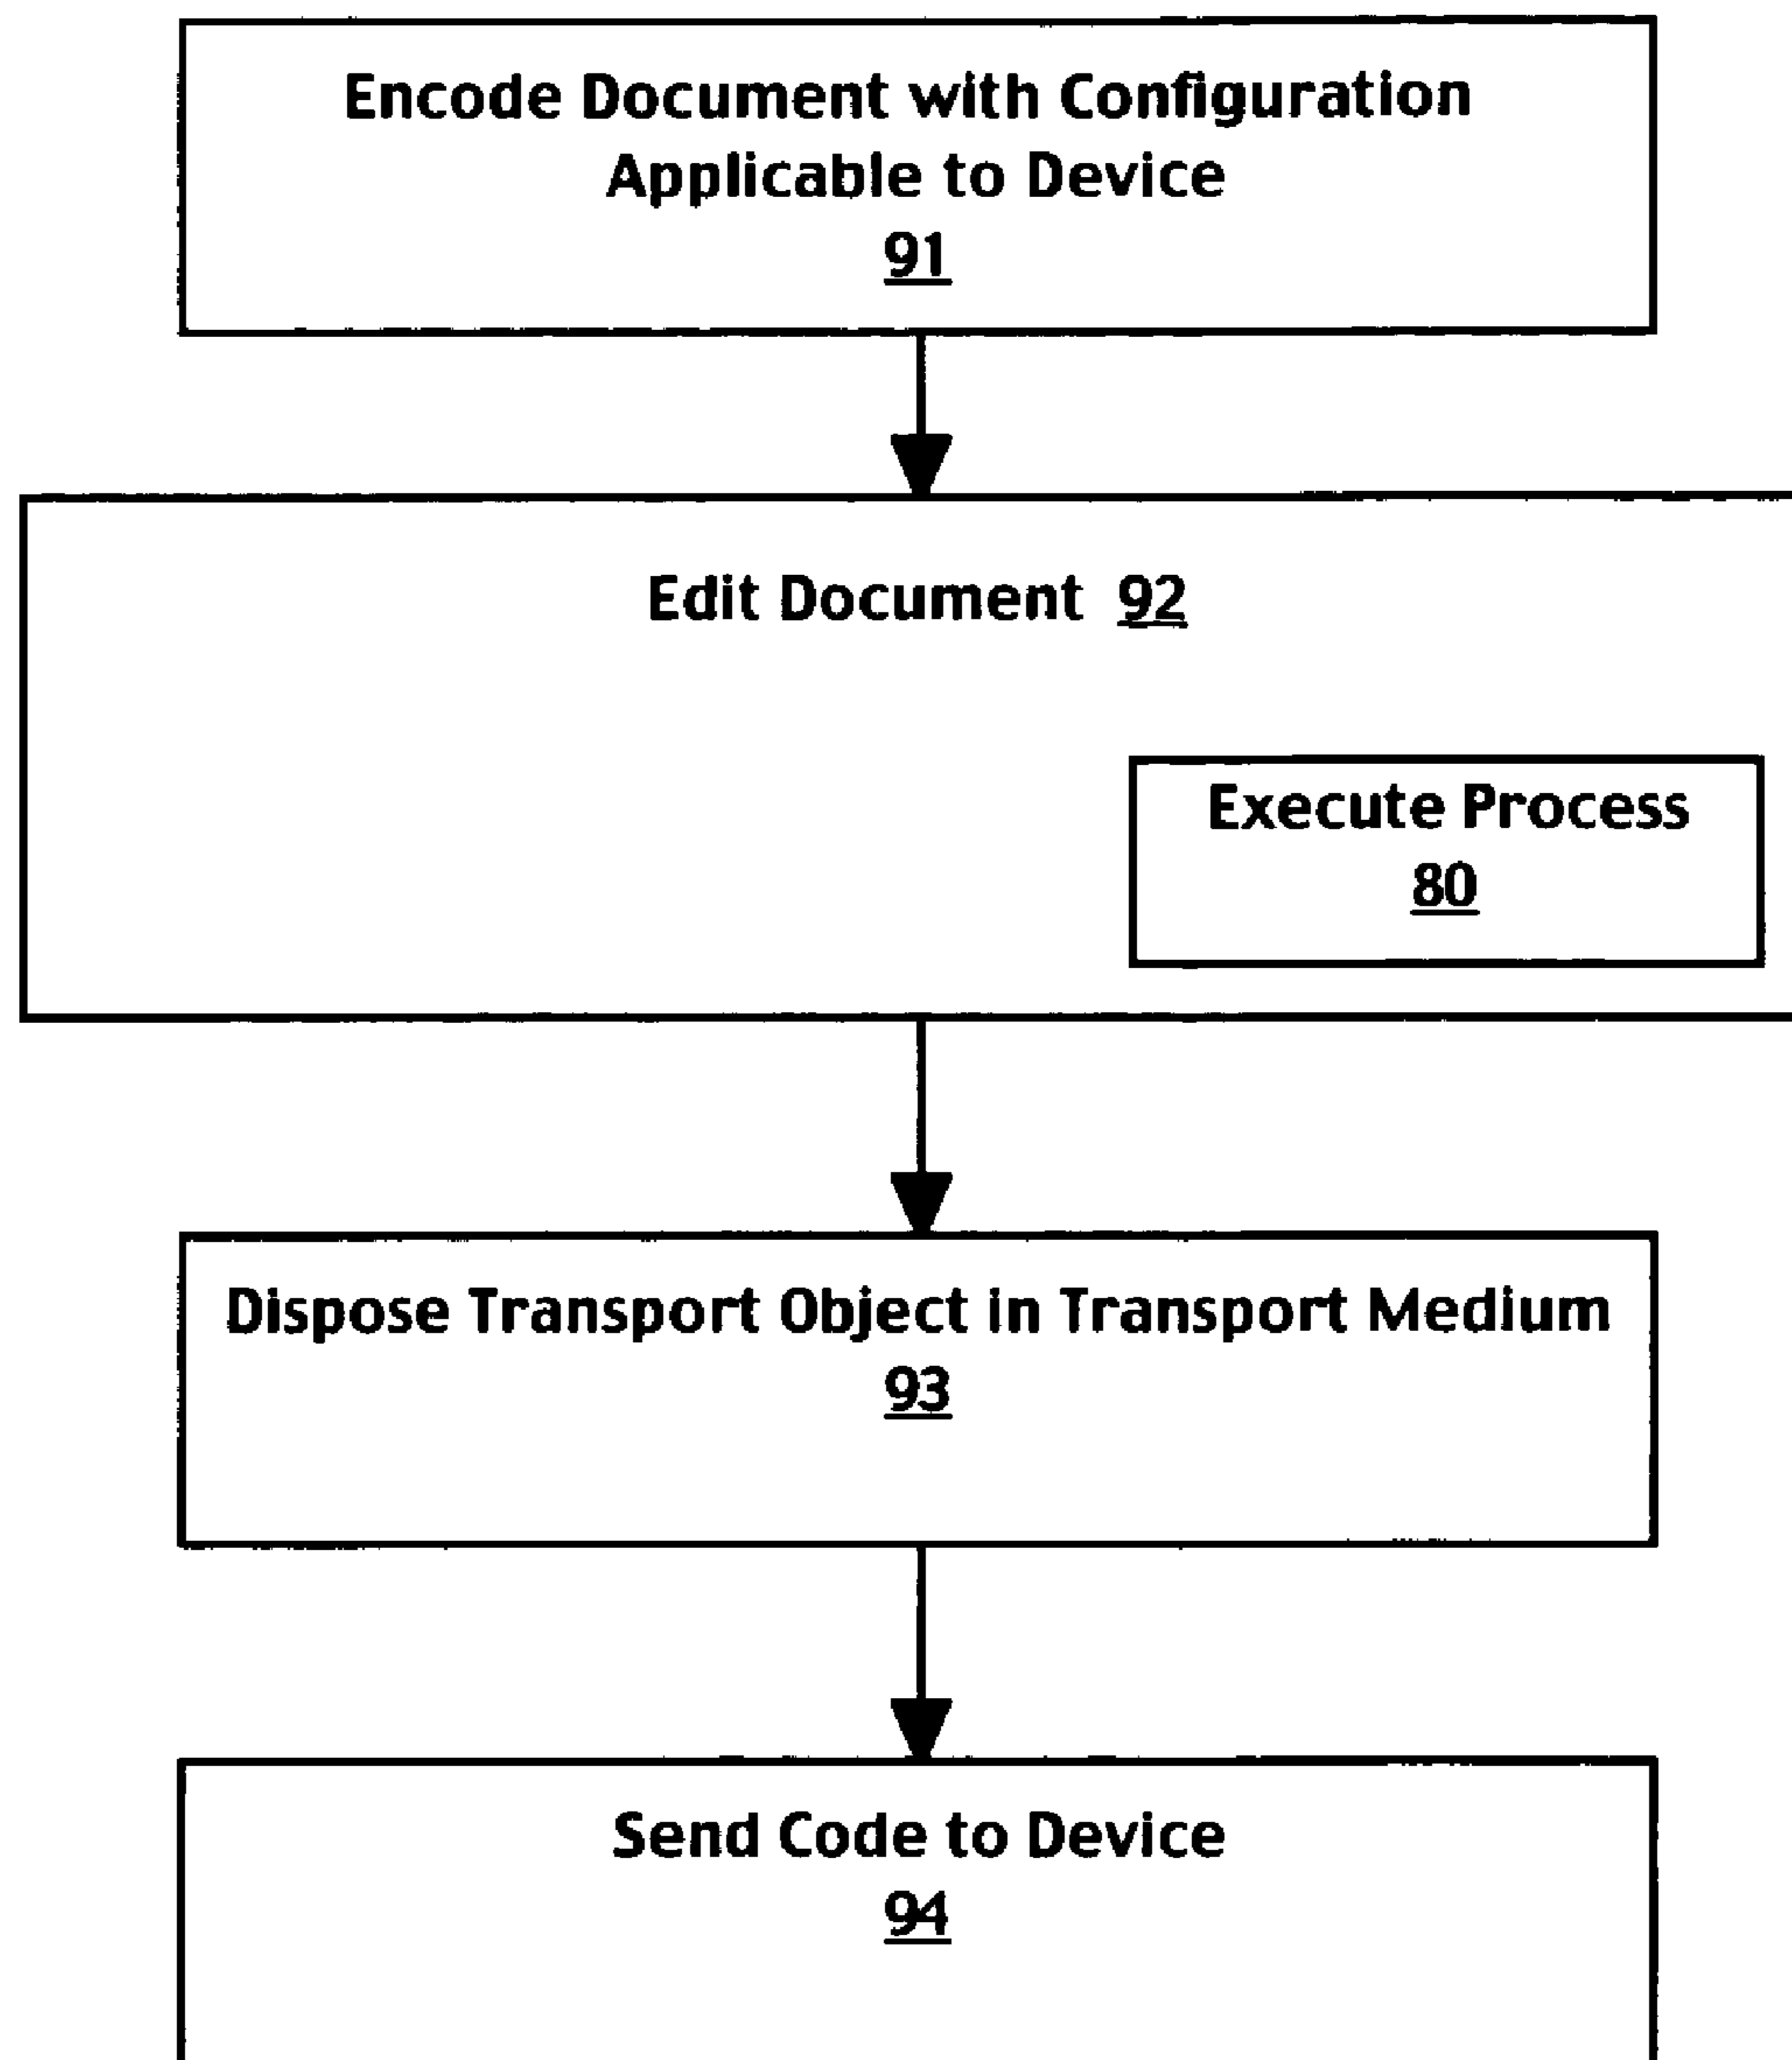 Encode Document with Configuration
Applicable to Device
91
Edit Document 92
Execute Process
80
Dispose Transport Object in Transport Medium
93
Send Code to Device
94